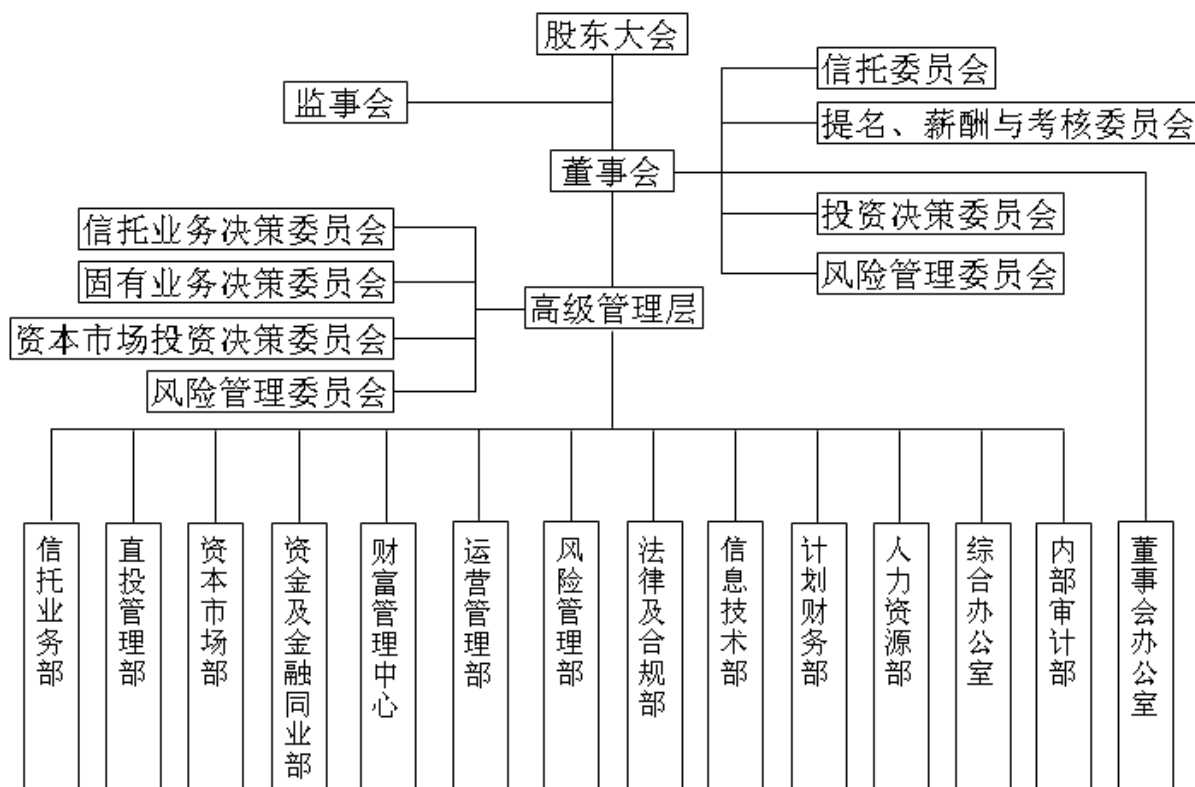 股东大会
信托委员会
监事会
提名、薪酬与考核委员会
董事会
信托业务决策委员会
投资决策委员会
固有业务决策委员会
风险管理委员会
高级管理层
资本市场投资决策委员会
风险管理委员会
信托业务部
直投管理部
资本市场部
资金及金融同业部
财富管理中心
运营管理部
风险管理部
法律及合规部
信息技术部
计划财务部
人力资源部
综合办公室
内部审计部
董事会办公室